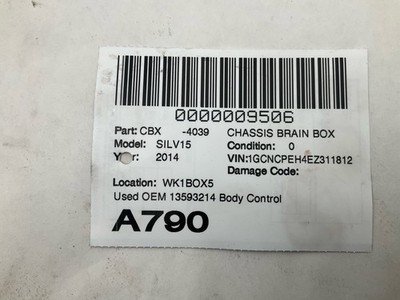 0000009506
Part: CBX -4039 CHASSIS BRAIN BOX
Model: SILV15 Condition: 0
Year: 2014 VIN:1GCNCPEH4EZ311812
Damage Code:
Location: WK1BOX5
Used OEM 13593214 Body Control
A790